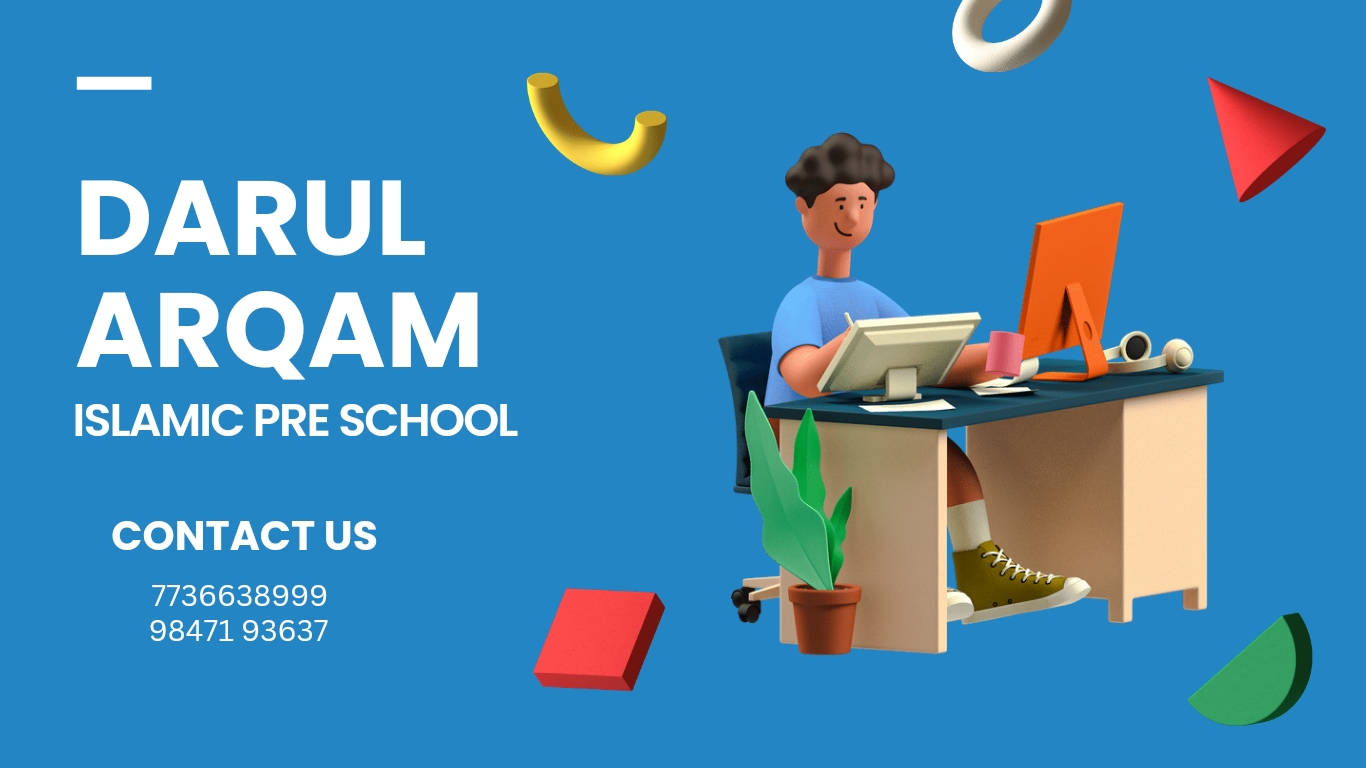 DARUL
ARQAM
ISLAMIC PRE SCHOOL
CONTACT US
7736638999
98471 93637